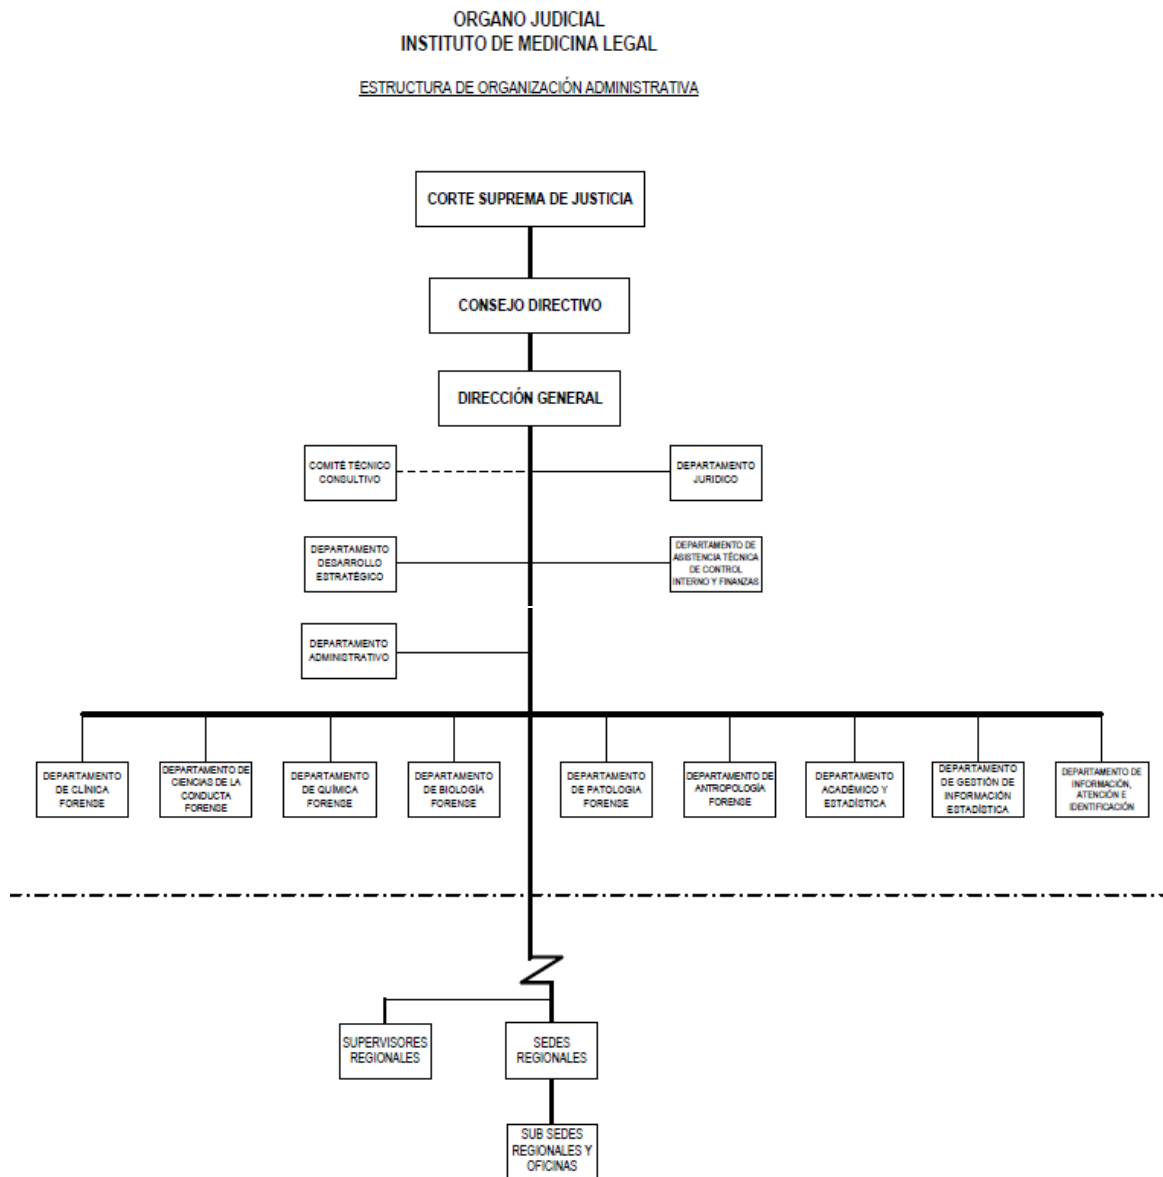 ORGANO JUDICIAL
INSTITUTO DE MEDICINA LEGAL
ESTRUCTURA DE ORGANIZACIÓN ADMINISTRATIVA
CORTE SUPREMA DE JUSTICIA
CONSEJO DIRECTIVO
DIRECCIÓN GENERAL
COMITÉ TÉCNICO
CONSULTIVO
DEPARTAMENTO
JURIDICO
DEPARTAMENTO
DESARROLLO
ESTRATÉGICO
DEPARTAMENTO DE
ASISTENCIA TÉCNICA
DE CONTROL
INTERNO Y FINANZAS
DEPARTAMENTO
ADMINISTRATIVO
DEPARTAMENTO
DE CLÍNICA
FORENSE
DEPARTAMENTO DE
CIENCIAS DE LA
CONDUCTA
FORENSE
DEPARTAMENTO
DE QUÍMICA
FORENSE
DEPARTAMENTO
DE BIOLOGÍA
FORENSE
DEPARTAMENTO
DE PATOLOGIA
FORENSE
DEPARTAMENTO DE
ANTROPOLOGÍA
FORENSE
DEPARTAMENTO
ACADÉMICO Y
ESTADÍSTICA
DEPARTAMENTO
DE GESTIÓN DE
INFORMACIÓN
ESTADÍSTICA
DEPARTAMENTO DE
INFORMACIÓN,
ATENCIÓN E
IDENTIFICACIÓN
SUPERVISORES
REGIONALES
SEDES
REGIONALES
SUB SEDES
REGIONALES Y
OFICINAS